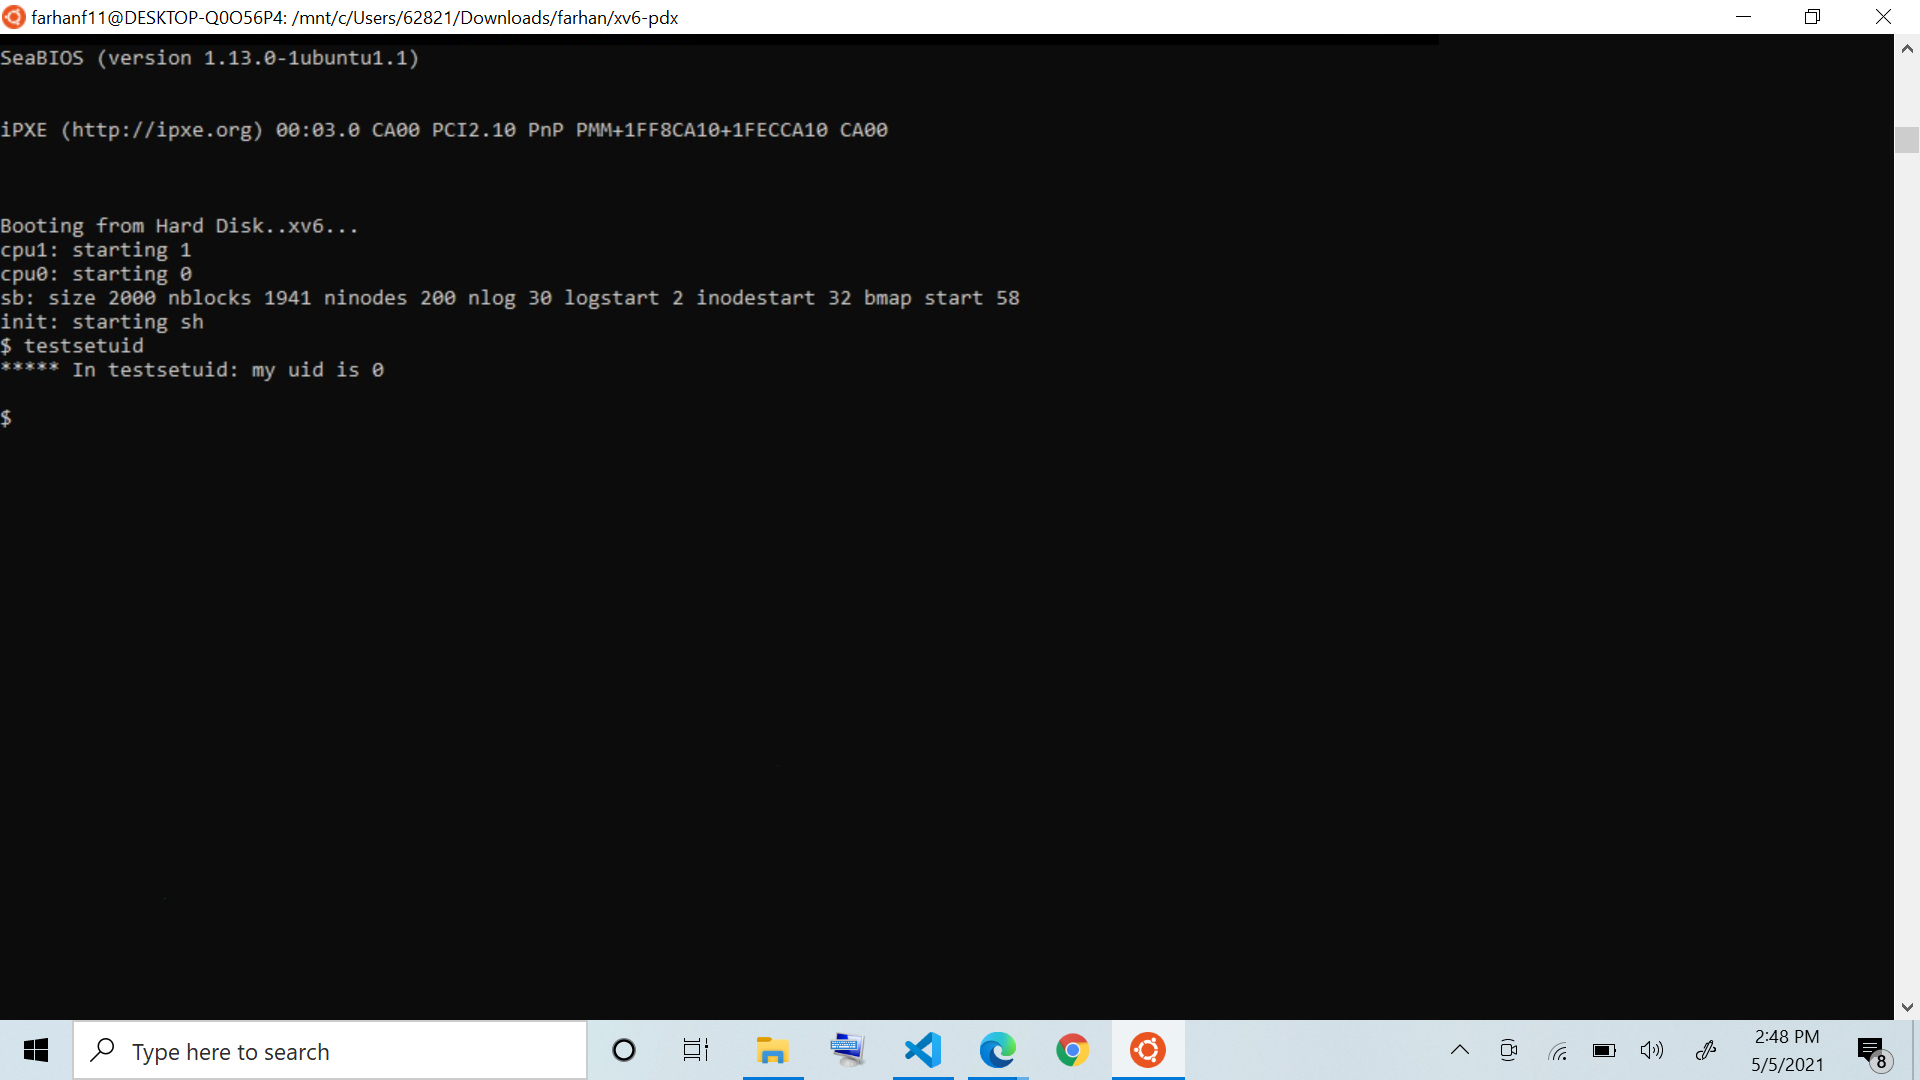 farhanf11@DESKTOP-Q0O56P4: /mnt/c/Users/62821/Downloads/farhan/xv6-pdx
SeaBIOS (version 1.13.0-1ubuntu1.1)
iPXE (http://ipxe.org) 00:03.0 CA00 PCI2.10 PnP PMM+1FF8CA10+1FECCA10 CA00
Booting from Hard Disk..xv6...
cpu1: starting 1
cpu0: starting 0
sb: size 2000 nblocks 1941 ninodes 200 nlog 30 logstart 2 inodestart 32 bmap start 58
init: starting sh
$ testsetuid
***** In testsetuid: my uid is 0
$
Type here to search
2:48 PM
5/5/2021
8